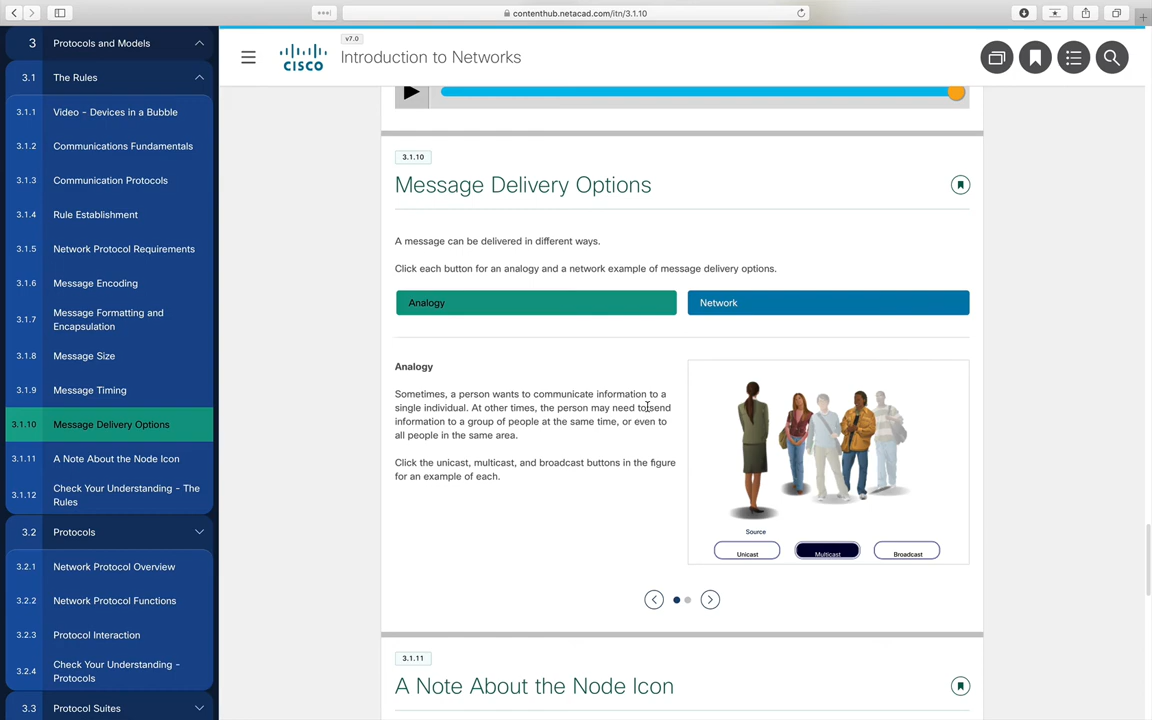 contenthub.netacad.com/itn/3.1.10
3 Protocols and Models
3.1 The Rules
3.1.1 Video - Devices in a Bubble
3.1.2 Communications Fundamentals
3.1.3 Communication Protocols
3.1.4 Rule Establishment
3.1.5 Network Protocol Requirements
3.1.6 Message Encoding
3.1.7 Message Formatting and
Encapsulation
3.1.8 Message Size
3.1.9 Message Timing
3.1.10 Message Delivery Options
3.1.11 A Note About the Node Icon
3.1.12 Check Your Understanding - The
Rules
3.2 Protocols
3.2.1 Network Protocol Overview
3.2.2 Network Protocol Functions
3.2.3 Protocol Interaction
3.2.4 Check Your Understanding -
Protocols
3.3 Protocol Suites
CISCO
v7.0
Introduction to Networks
3.1.10
Message Delivery Options
A message can be delivered in different ways.
Click each button for an analogy and a network example of message delivery options.
Analogy
Network
Analogy
Sometimes, a person wants to communicate information to a
single individual. At other times, the person may need to send
information to a group of people at the same time, or even to
all people in the same area.
Click the unicast, multicast, and broadcast buttons in the figure
for an example of each.
Source
Unicast Multicast Broadcast
3.1.11
A Note About the Node Icon